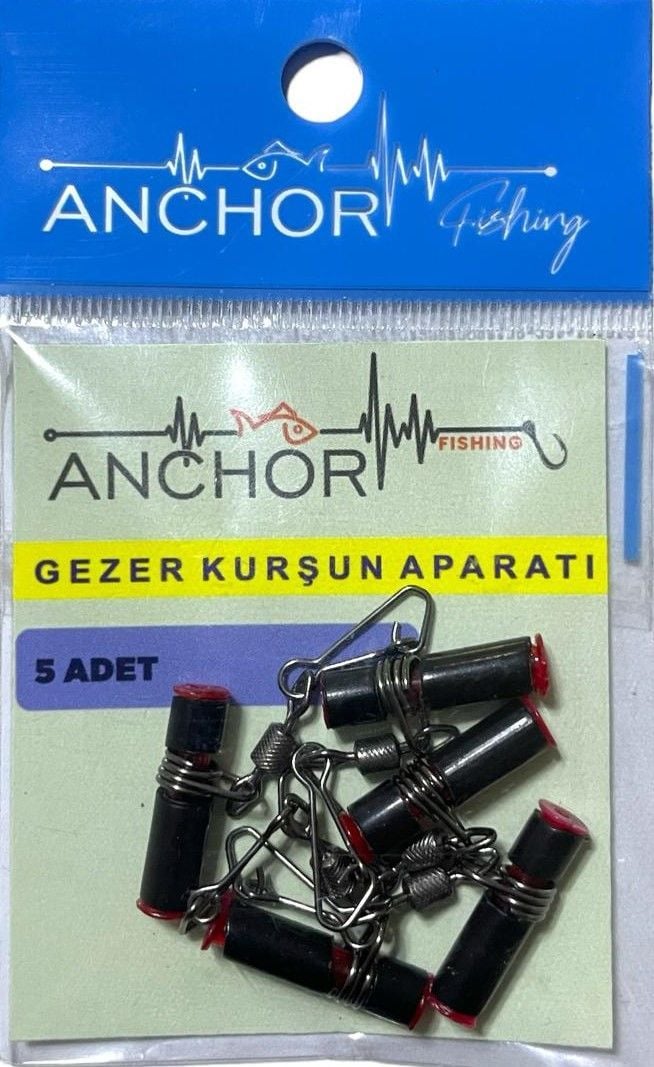 ANCHOR
Fishing
ANCHOR
FISHING
GEZER KURŞUN APARATI
5 ADET